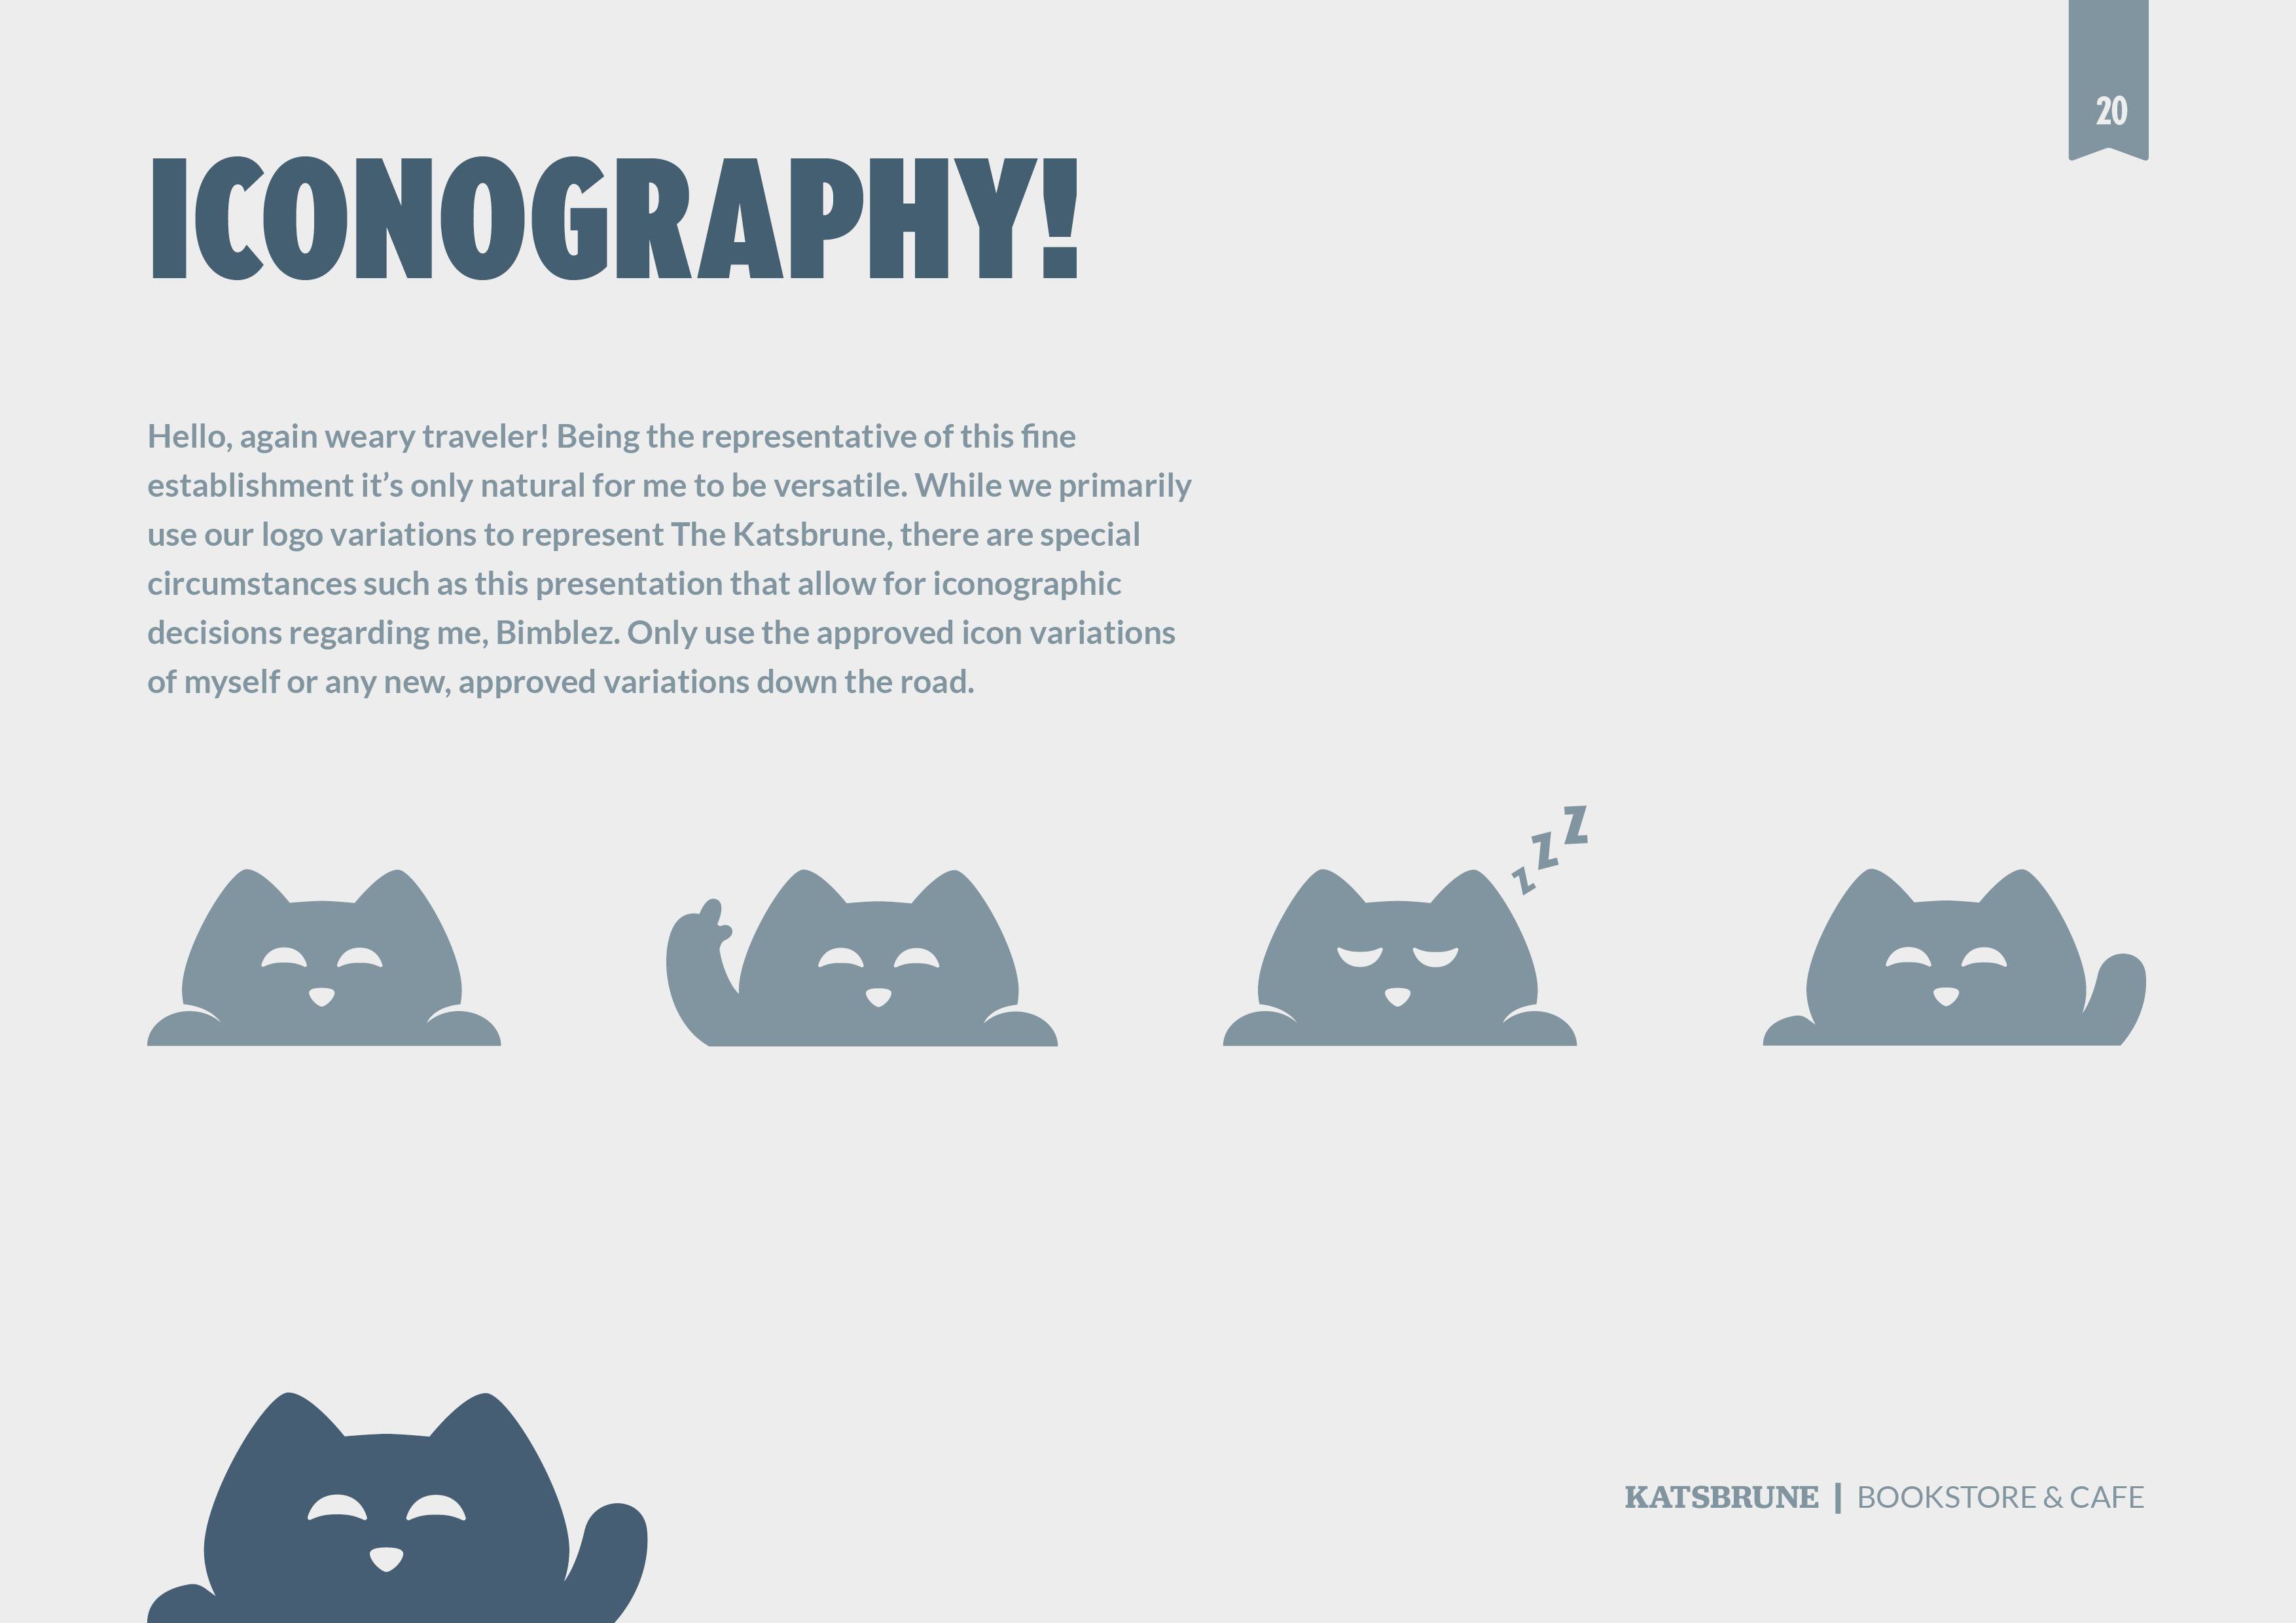 20
ICONOGRAPHY!
Hello, again weary traveler! Being the representative of this fine
establishment it’s only natural for me to be versatile. While we primarily
use our logo variations to represent The Katsbrune, there are special
circumstances such as this presentation that allow for iconographic
decisions regarding me, Bimblez. Only use the approved icon variations
of myself or any new, approved variations down the road.
z z z
KATSBRUNE | BOOKSTORE & CAFE